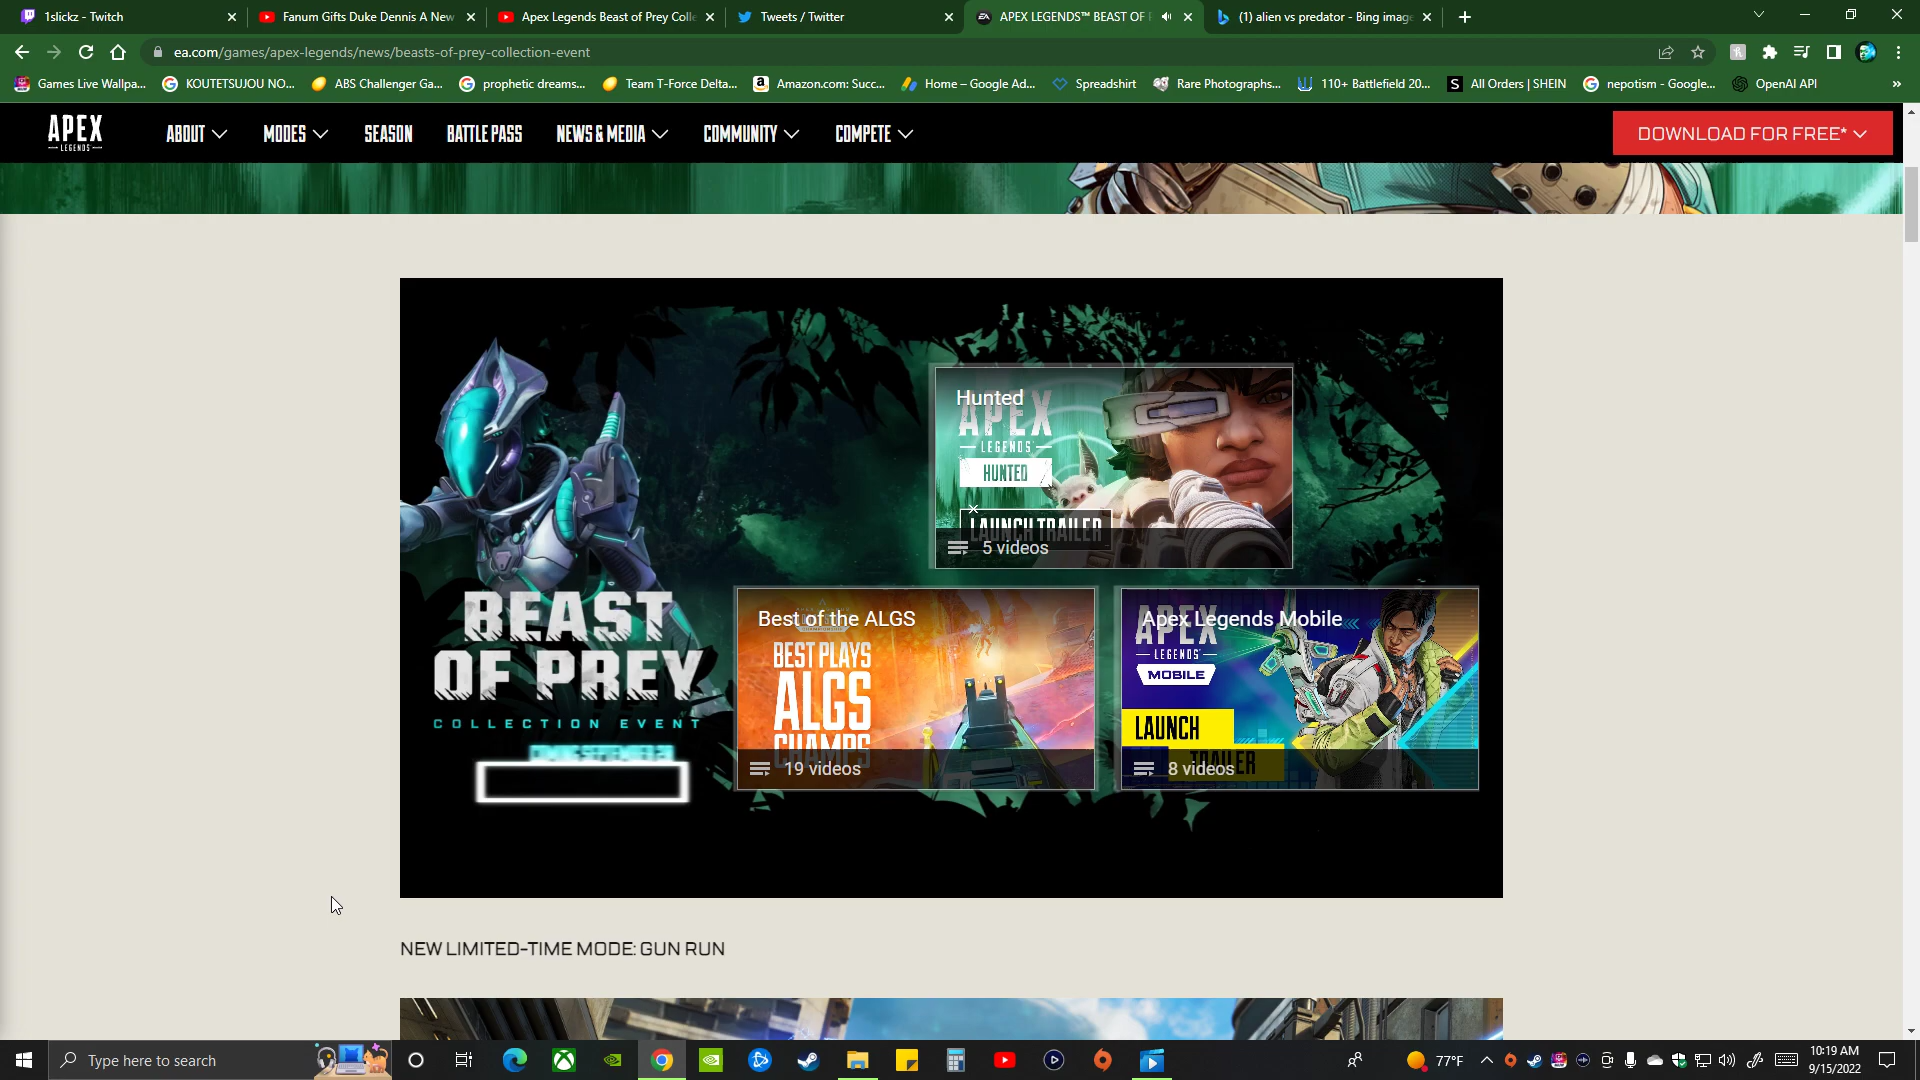 1slickz - Twitch
Fanum Gifts Duke Dennis A New
Apex Legends Beast of Prey Colle
Tweets / Twitter
APEX LEGENDS™ BEAST OF P
(1) alien vs predator - Bing image
ea.com/games/apex-legends/news/beasts-of-prey-collection-event
Games Live Wallpa...
KOUTETSUJOU NO...
ABS Challenger Ga...
prophetic dreams...
Team T-Force Delta...
Amazon.com: Succ...
Home – Google Ad...
Spreadshirt
Rare Photographs...
110+ Battlefield 20...
All Orders | SHEIN
nepotism - Google...
OpenAI API
»
APEX
LEGENDS
ABOUT
MODES
SEASON
BATTLE PASS
NEWS & MEDIA
COMMUNITY
COMPETE
DOWNLOAD FOR FREE*
Hunted
APEX
LEGENDS
HUNTED
LAUNCH TRAILER
5 videos
BEAST
OF PREY
COLLECTION EVENT
Best of the ALGS
BEST PLAYS
ALGS
CHAMPS
19 videos
Apex Legends Mobile
APEX
LEGENDS
MOBILE
LAUNCH
TRAILER
8 videos
NEW LIMITED-TIME MODE: GUN RUN
Type here to search
77°F
10:19 AM
9/15/2022